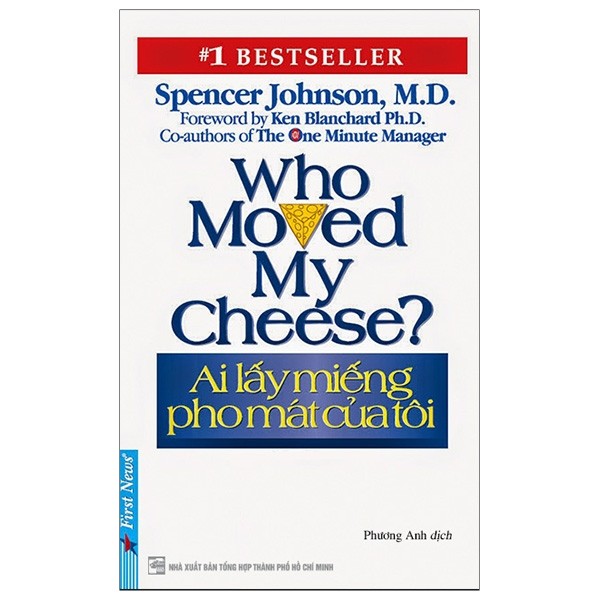 #1 BESTSELLER
Spencer Johnson, M.D.
Foreword by Ken Blanchard Ph.D.
Co-authors of The One Minute Manager
Who
Moved
My
Cheese?
Ai lấy miếng
pho mát của tôi
First News
Phương Anh dịch
NHÀ XUẤT BẢN TỔNG HỢP THÀNH PHỐ HỒ CHÍ MINH